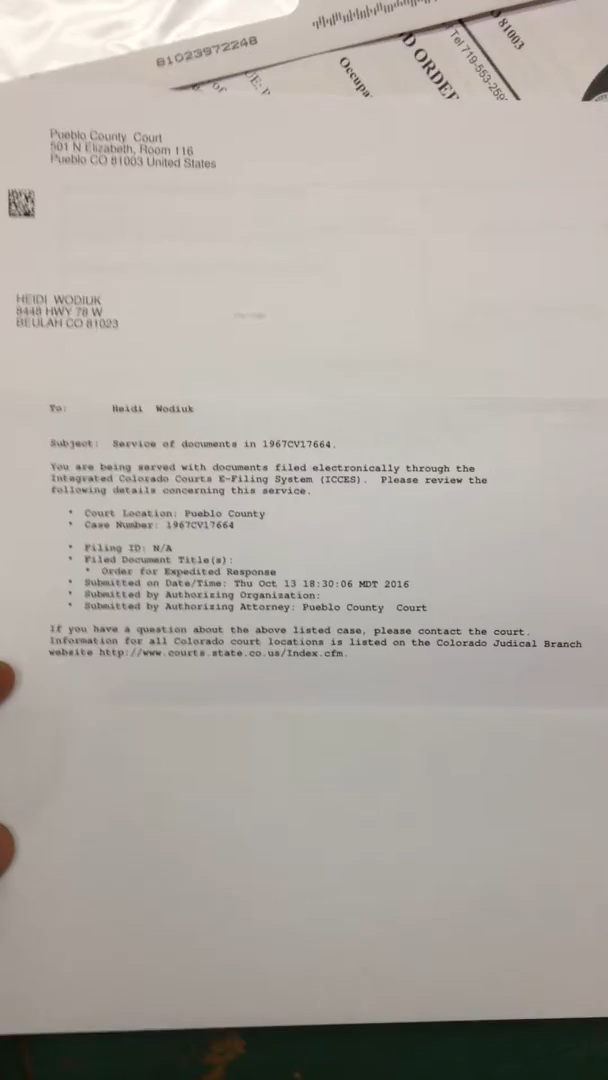 81023972248
Occupa
D ORDER
Tel 719-553-259
81003
Pueblo County Court
501 N Elizabeth, Room 116
Pueblo CO 81003 United States
HEIDI WODIUK
8448 HWY 78 W
BEULAH CO 81023
To: Heidi Wodiuk
Subject: Service of documents in 1967CV17664.
You are being served with documents filed electronically through the
Integrated Colorado Courts E-Filing System (ICCES). Please review the
following details concerning this service.
* Court Location: Pueblo County
* Case Number: 1967CV17664
* Filing ID: N/A
* Filed Document Title(s):
* Order for Expedited Response
* Submitted on Date/Time: Thu Oct 13 18:30:06 MDT 2016
* Submitted by Authorizing Organization:
* Submitted by Authorizing Attorney: Pueblo County Court
If you have a question about the above listed case, please contact the court.
Information for all Colorado court locations is listed on the Colorado Judical Branch
website http://www.courts.state.co.us/Index.cfm.